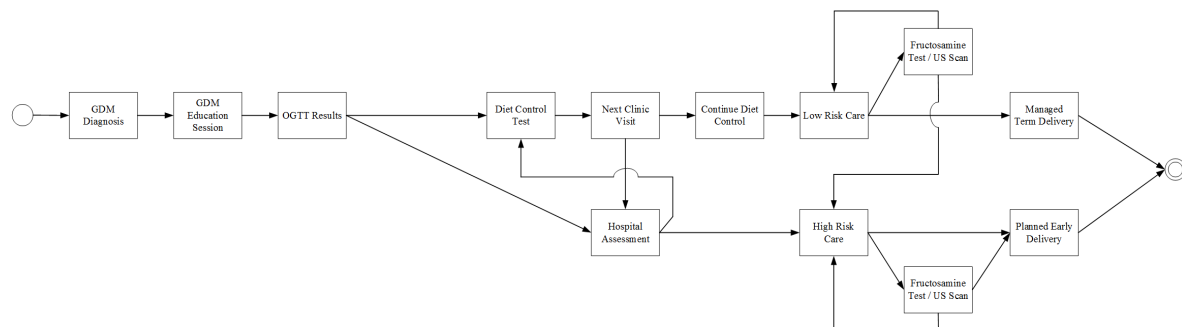 Fructosamine
Test / US Scan
GDM
Diagnosis
GDM
Education
Session
OGTT Results
Diet Control
Test
Next Clinic
Visit
Continue Diet
Control
Low Risk Care
Managed
Term Delivery
Hospital
Assessment
High Risk
Care
Planned Early
Delivery
Fructosamine
Test / US Scan